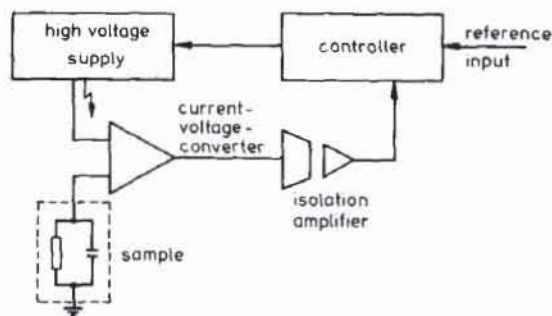 high voltage
supply
controller
reference
input
current-
voltage-
converter
isolation
amplifier
sample